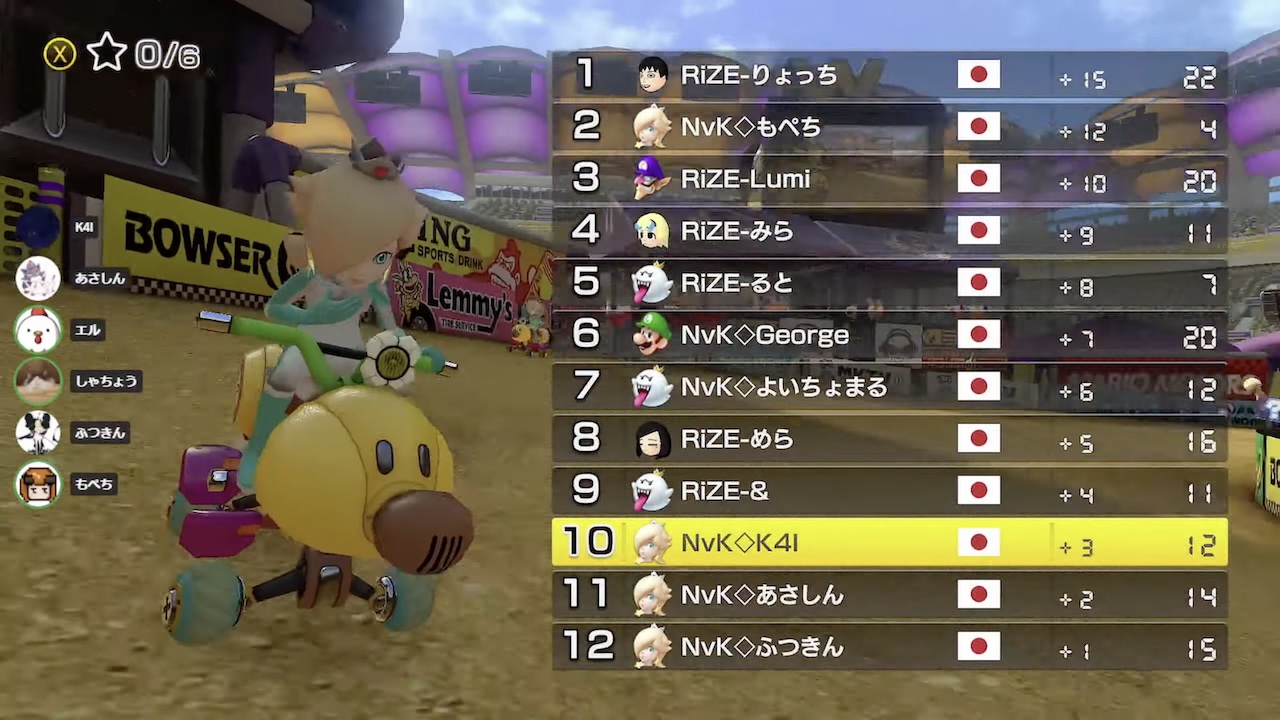 X 0/6
K4I
あさしん
エル
しゃちょう
ふつきん
もぺち
BOWSER
ING
SPORTS DRINK
Lemmy's
TIRE SERVICE
1 RiZE-りょっち +15 22
2 NvK◇もぺち +12 4
3 RiZE-Lumi +10 20
4 RiZE-みら +9 11
5 RiZE-ると +8 7
6 NvK◇George +7 20
7 NvK◇よいちょまる +6 12
8 RiZE-めら +5 16
9 RiZE-& +4 11
10 NvK◇K4I +3 12
11 NvK◇あさしん +2 14
12 NvK◇ふつきん +1 15